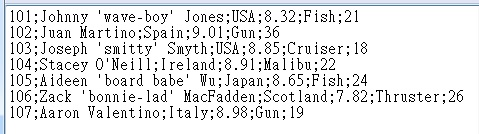 101;Johnny 'wave-boy' Jones;USA;8.32;Fish;21
102;Juan Martino;Spain;9.01;Gun;36
103;Joseph 'smitty' Smyth;USA;8.85;Cruiser;18
104;Stacey O'Neill;Ireland;8.91;Malibu;22
105;Aideen 'board babe' Wu;Japan;8.65;Fish;24
106;Zack 'bonnie-lad' MacFadden;Scotland;7.82;Thruster;26
107;Aaron Valentino;Italy;8.98;Gun;19